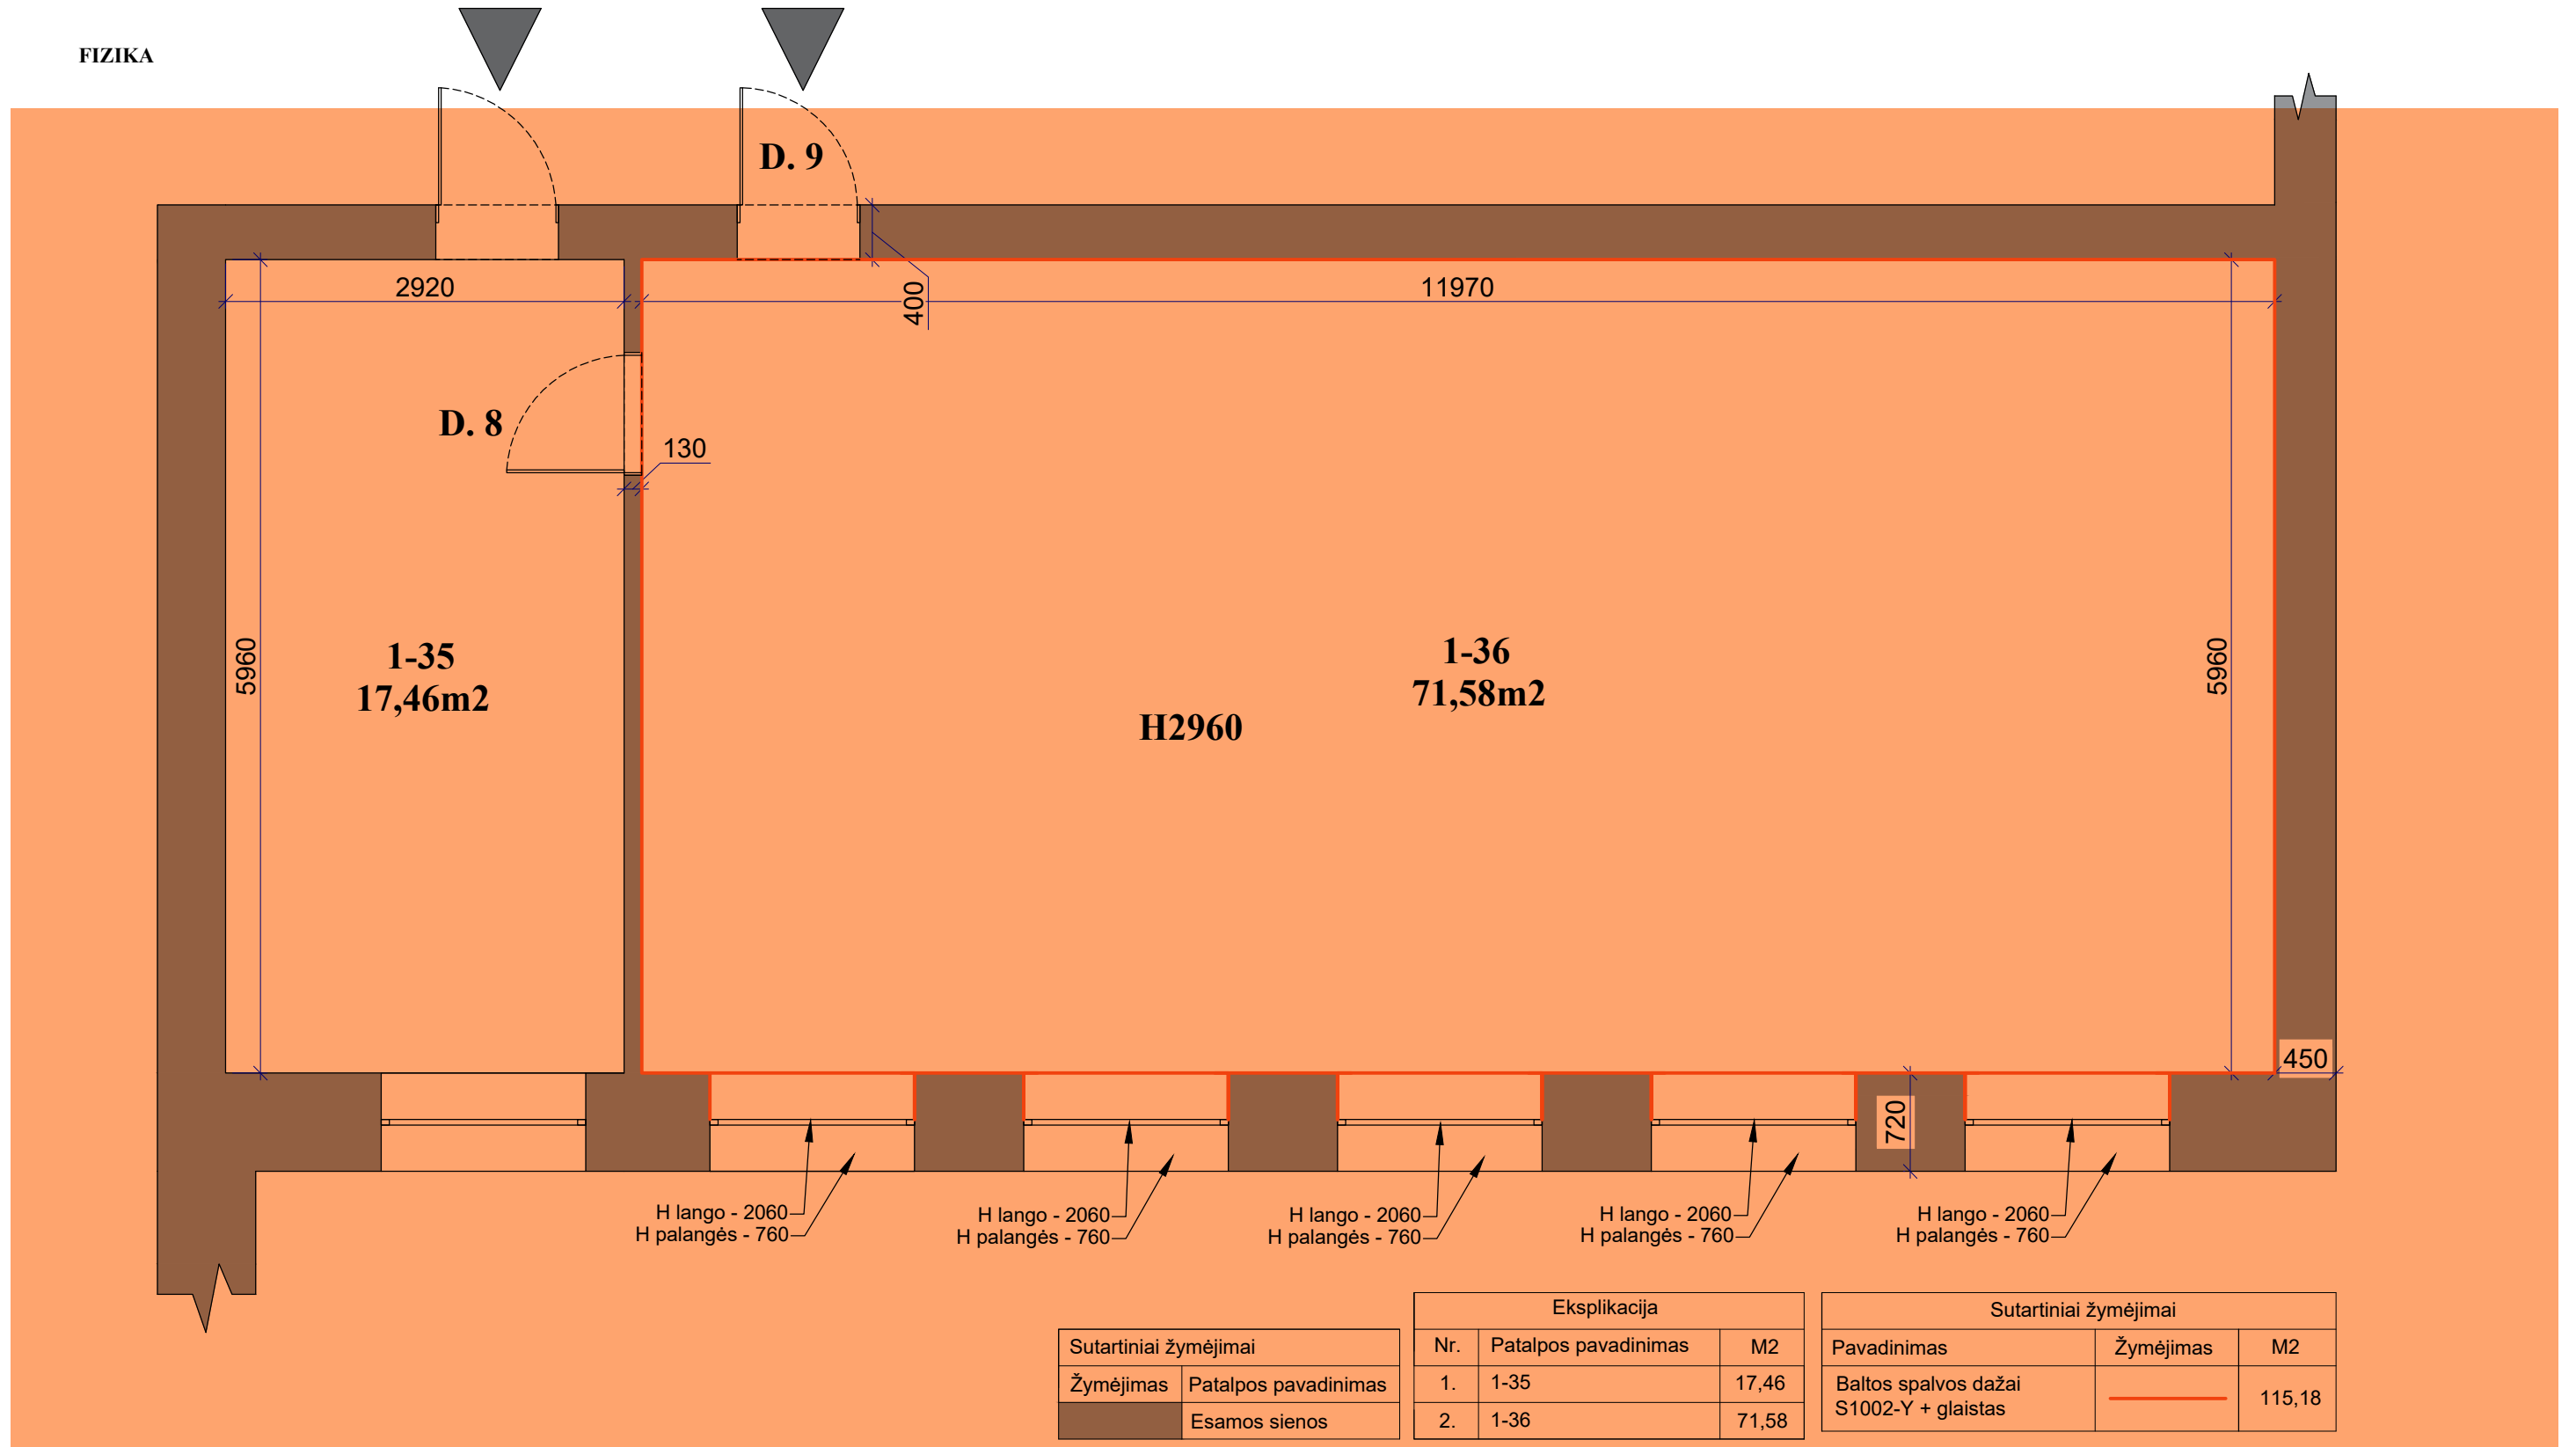 FIZIKA
D. 9
2920
400
11970
D. 8
130
5960
1-35
17,46m2
1-36
71,58m2
H2960
5960
450
720
H lango - 2060
H palangės - 760
H lango - 2060
H palangės - 760
H lango - 2060
H palangės - 760
H lango - 2060
H palangės - 760
H lango - 2060
H palangės - 760
Sutartiniai žymėjimai
Žymėjimas Patalpos pavadinimas
Esamos sienos
Eksplikacija
Nr. Patalpos pavadinimas M2
1. 1-35 17,46
2. 1-36 71,58
Sutartiniai žymėjimai
Pavadinimas Žymėjimas M2
Baltos spalvos dažai
S1002-Y + glaistas
115,18